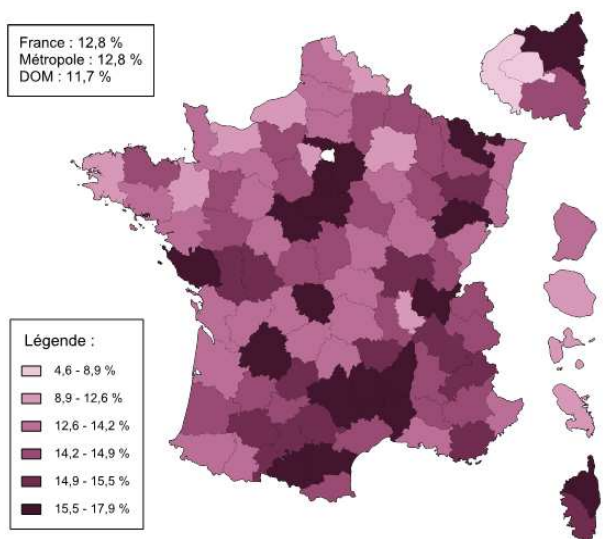 France : 12,8 %
Métropole : 12,8 %
DOM : 11,7 %
Légende :
4,6 - 8,9 %
8,9 - 12,6 %
12,6 - 14,2 %
14,2 - 14,9 %
14,9 - 15,5 %
15,5 - 17,9 %